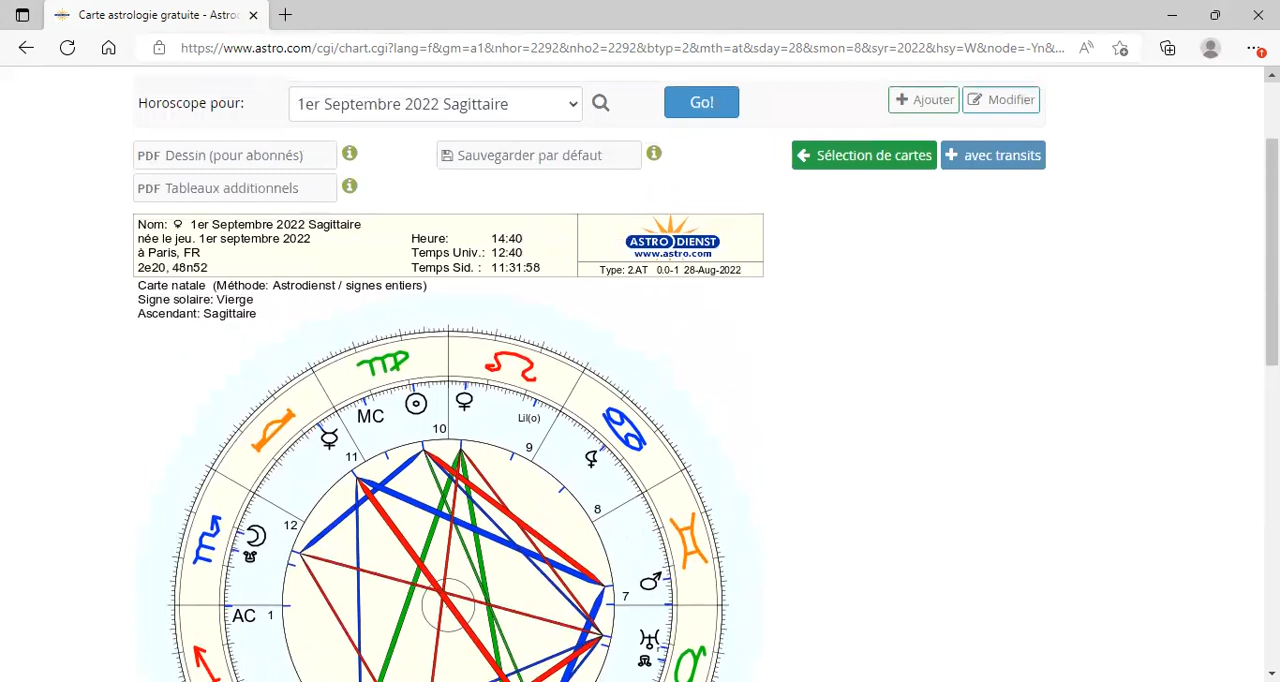 Carte astrologie gratuite - Astro
https://www.astro.com/cgi/chart.cgi?lang=f&gm=a1&nhor=2292&nho2=2292&btyp=2&mth=at&sday=28&smon=8&syr=2022&hsy=W&node=-Yn&...
Horoscope pour:
1er Septembre 2022 Sagittaire
Go!
Ajouter
Modifier
PDF Dessin (pour abonnés)
Sauvegarder par défaut
Sélection de cartes
avec transits
PDF Tableaux additionnels
Nom: ♀ 1er Septembre 2022 Sagittaire
née le jeu. 1er septembre 2022
à Paris, FR
2e20, 48n52
Heure: 14:40
Temps Univ.: 12:40
Temps Sid. : 11:31:58
ASTRO DIENST
www.astro.com
Type: 2.AT 0.0-1 28-Aug-2022
Carte natale (Méthode: Astrodienst / signes entiers)
Signe solaire: Vierge
Ascendant: Sagittaire
MC
Lil(o)
10
9
11
8
12
7
AC 1